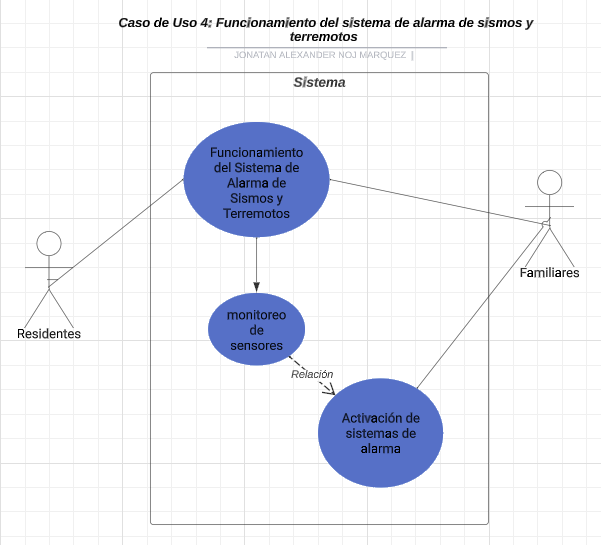 Caso de Uso 4: Funcionamiento del sistema de alarma de sismos y
terremotos
JONATAN ALEXANDER NOJ MARQUEZ |
Sistema
Funcionamiento
del Sistema de
Alarma de
Sismos y
Terremotos
Familiares
Residentes
monitoreo
de
sensores
Relación
Activación de
sistemas de
alarma